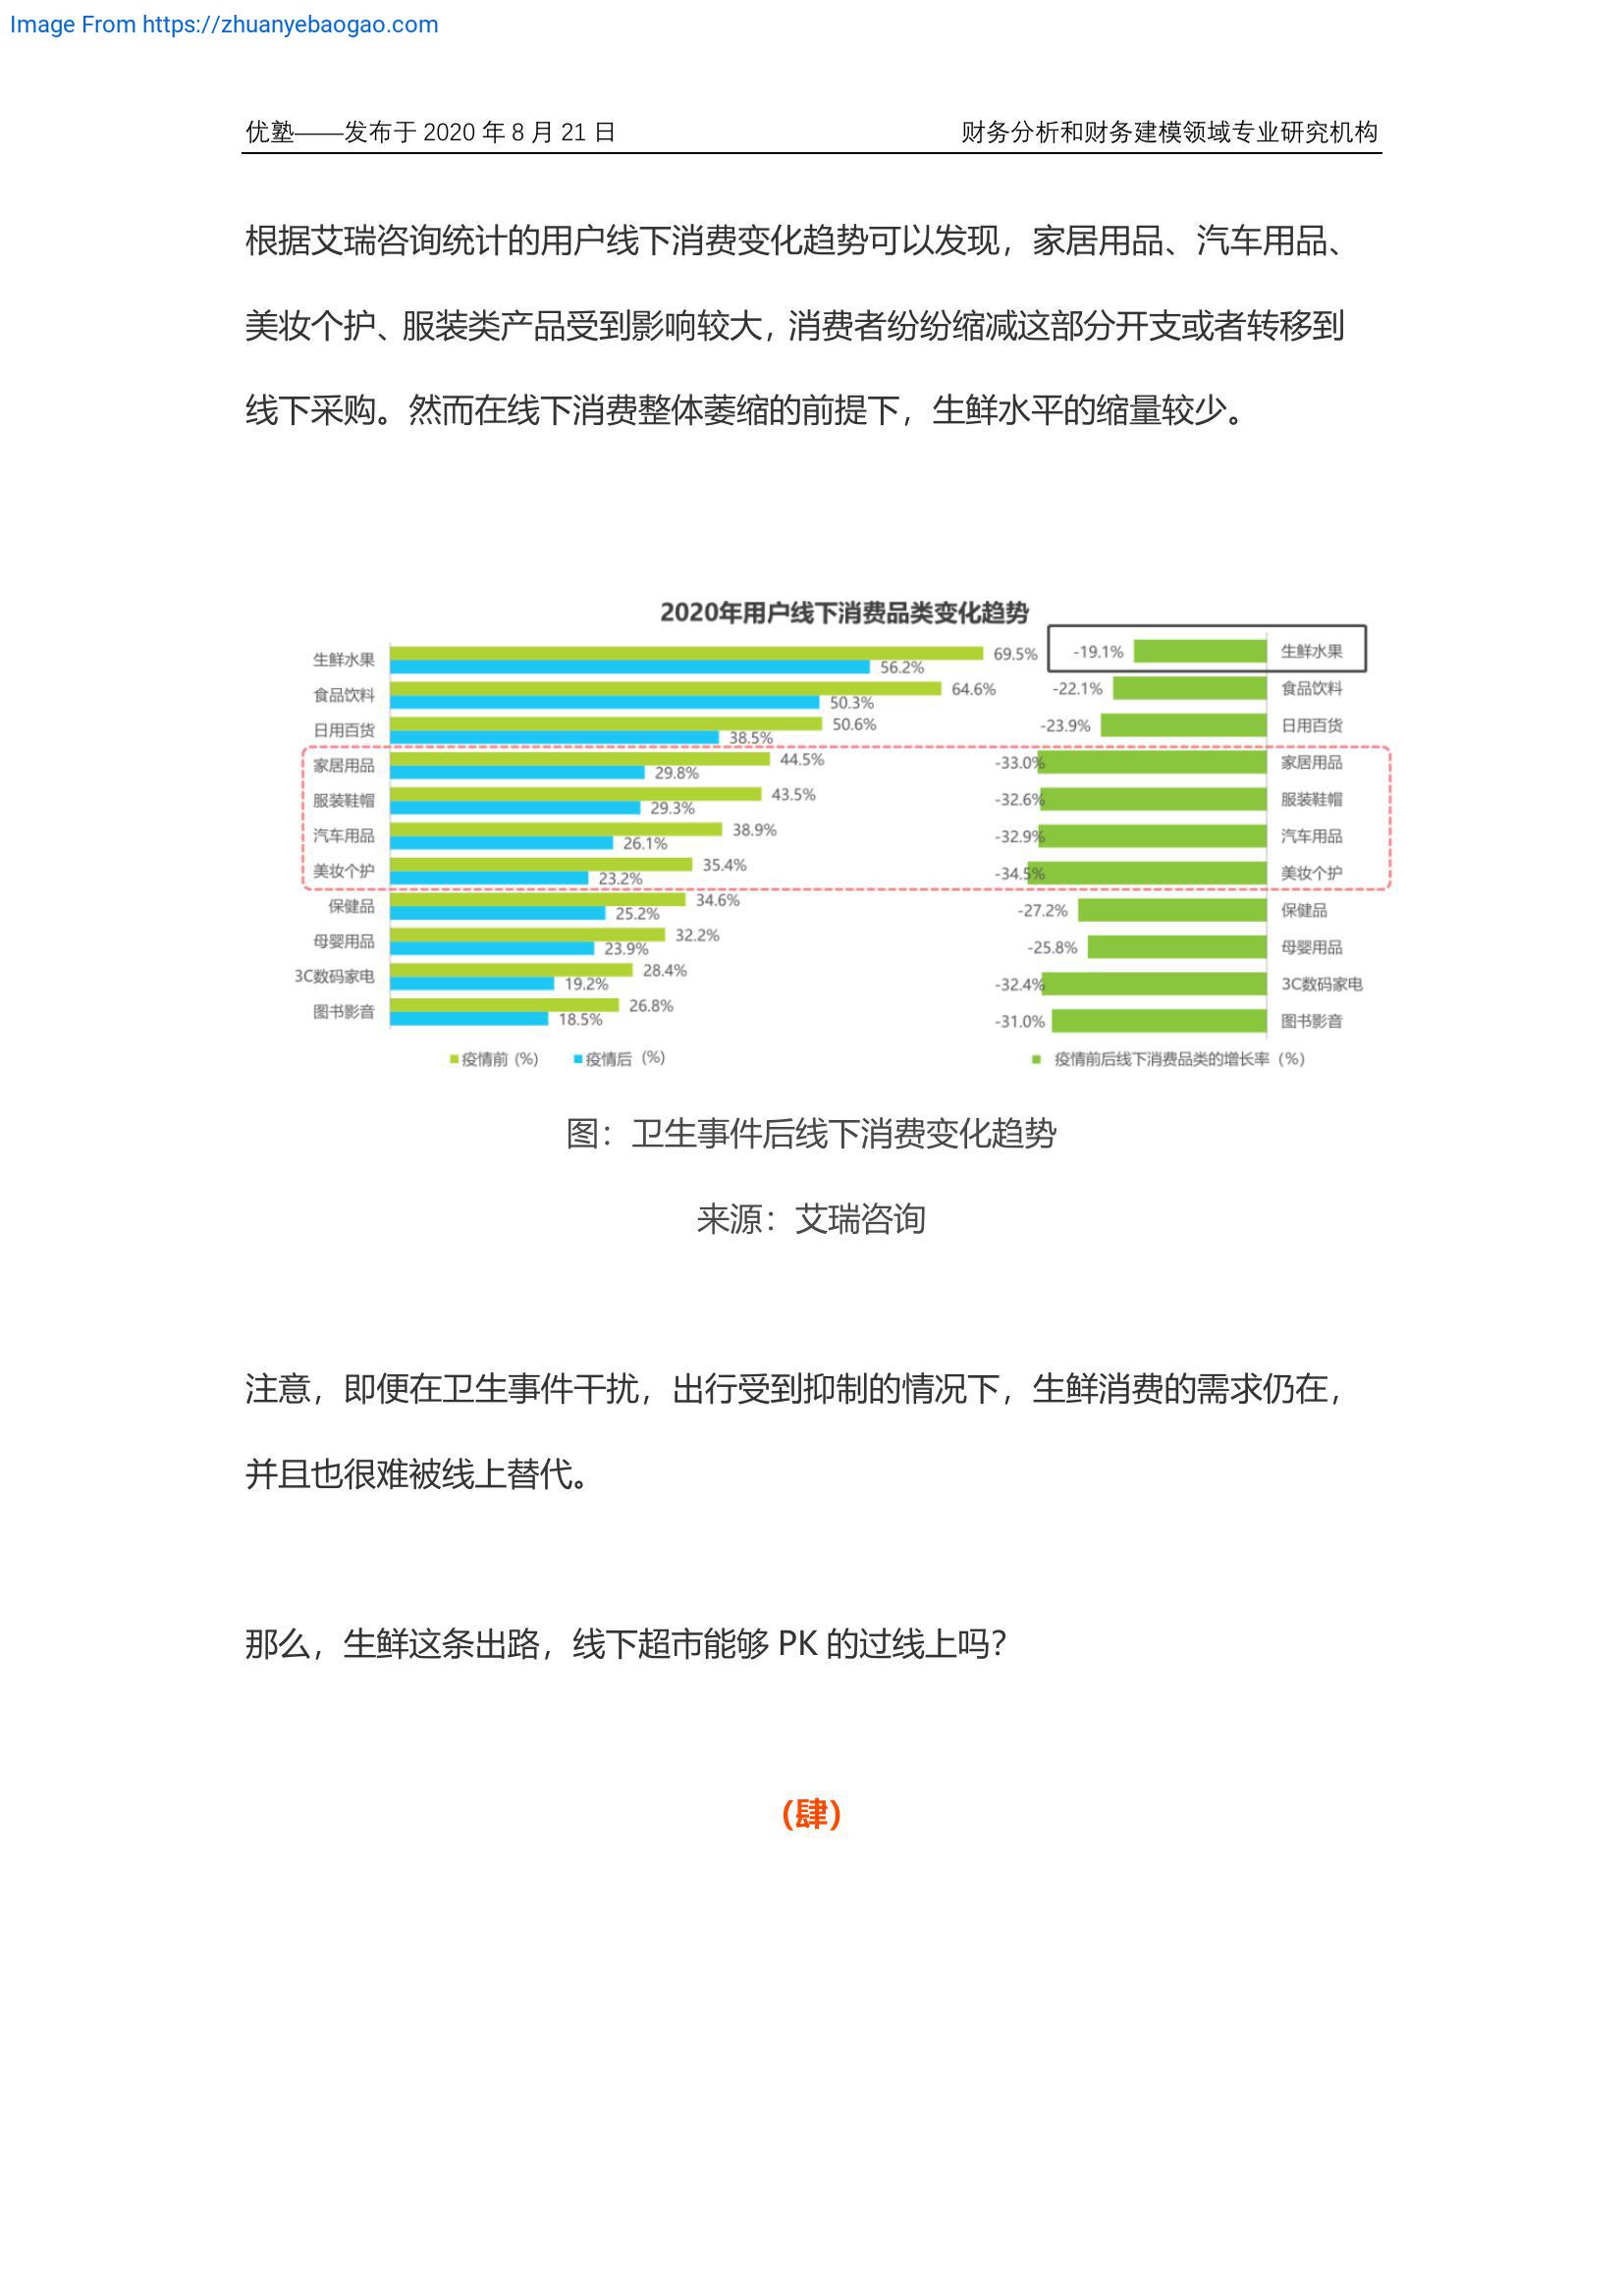 Image From https://zhuanyebaogao.com
优塾——发布于 2020 年 8 月 21 日
财务分析和财务建模领域专业研究机构
根据艾瑞咨询统计的用户线下消费变化趋势可以发现，家居用品、汽车用品、
美妆个护、服装类产品受到影响较大，消费者纷纷缩减这部分开支或者转移到
线下采购。然而在线下消费整体萎缩的前提下，生鲜水平的缩量较少。
2020年用户线下消费品类变化趋势
生鲜水果 69.5% 56.2% -19.1% 生鲜水果
食品饮料 64.6% 50.3% -22.1% 食品饮料
日用百货 50.6% 38.5% -23.9% 日用百货
家居用品 44.5% 29.8% -33.0% 家居用品
服装鞋帽 43.5% 29.3% -32.6% 服装鞋帽
汽车用品 38.9% 26.1% -32.9% 汽车用品
美妆个护 35.4% 23.2% -34.5% 美妆个护
保健品 34.6% 25.2% -27.2% 保健品
母婴用品 32.2% 23.9% -25.8% 母婴用品
3C数码家电 28.4% 19.2% -32.4% 3C数码家电
图书影音 26.8% 18.5% -31.0% 图书影音
疫情前 (%) 疫情后 (%) 疫情前后线下消费品类的增长率（%）
图：卫生事件后线下消费变化趋势
来源：艾瑞咨询
注意，即便在卫生事件干扰，出行受到抑制的情况下，生鲜消费的需求仍在，
并且也很难被线上替代。
那么，生鲜这条出路，线下超市能够 PK 的过线上吗？
（肆）